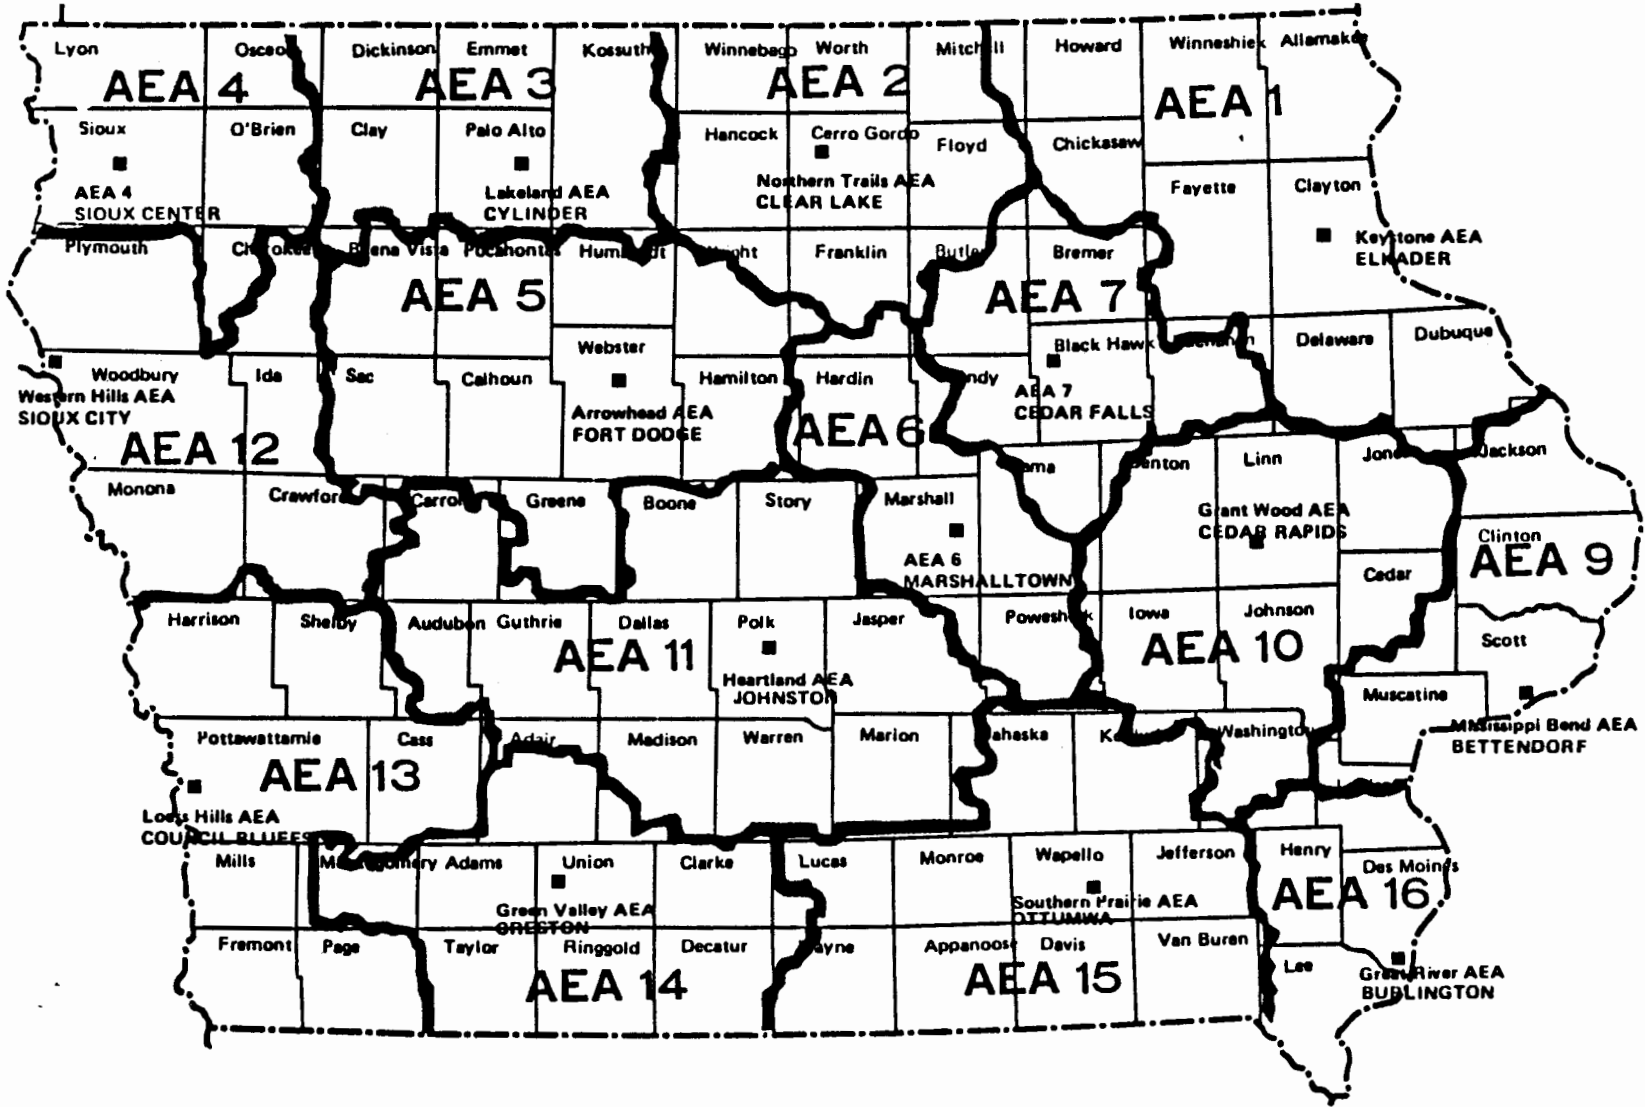 Lyon
Dickinson
Emmet
Kossuth
Winnebago
Worth
Howard
Winneshiek
AEA 4
AEA 3
AEA 2
AEA 1
Sioux
O'Brien
Clay
Palo Alto
Hancock
Cerro Gordo
Floyd
Chickasaw
AEA 4
SIOUX CENTER
Lakeland AEA
CYLINDER
Northern Trails AEA
CLEAR LAKE
Fayette
Clayton
Keystone AEA
ELKADER
Plymouth
Buena Vista
Pocahontas
Franklin
Bremer
AEA 5
AEA 7
Webster
Black Hawk
Delaware
Dubuque
Woodbury
Ida
Sac
Calhoun
Hamilton
Hardin
Western Hills AEA
SIOUX CITY
Arrowhead AEA
FORT DODGE
AEA 7
CEDAR FALLS
AEA 12
AEA 6
Monona
Crawford
Greene
Boone
Story
Marshall
Linn
Jackson
AEA 6
MARSHALLTOWN
Grant Wood AEA
CEDAR RAPIDS
Clinton
AEA 9
Cedar
Harrison
Shelby
Audubon
Guthrie
Dallas
Polk
Jasper
Iowa
Johnson
Scott
AEA 11
AEA 10
Heartland AEA
JOHNSTON
Muscatine
Mississippi Bend AEA
BETTENDORF
Pottawattamie
Cass
Adair
Madison
Warren
Marion
Washington
AEA 13
Loess Hills AEA
COUNCIL BLUFFS
Mills
Montgomery
Adams
Union
Clarke
Lucas
Monroe
Wapello
Jefferson
Henry
Des Moines
AEA 16
Green Valley AEA
CRESTON
Southern Prairie AEA
OTTUMWA
Fremont
Page
Taylor
Ringgold
Decatur
Appanoose
Davis
Van Buren
Lee
AEA 14
AEA 15
Great River AEA
BURLINGTON